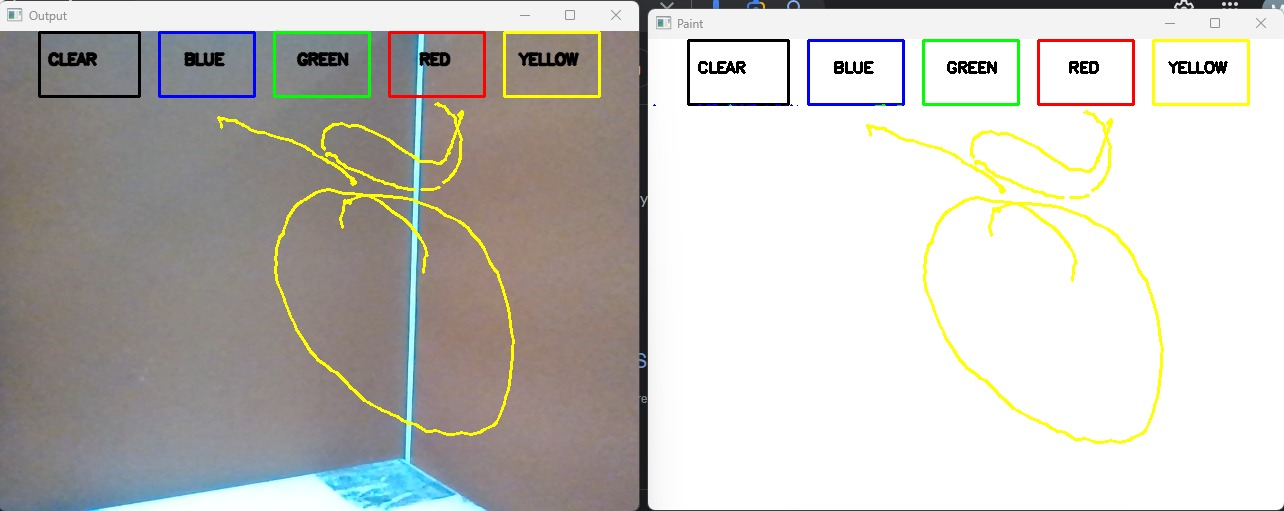 Output
CLEAR BLUE GREEN RED YELLOW
Paint
CLEAR BLUE GREEN RED YELLOW